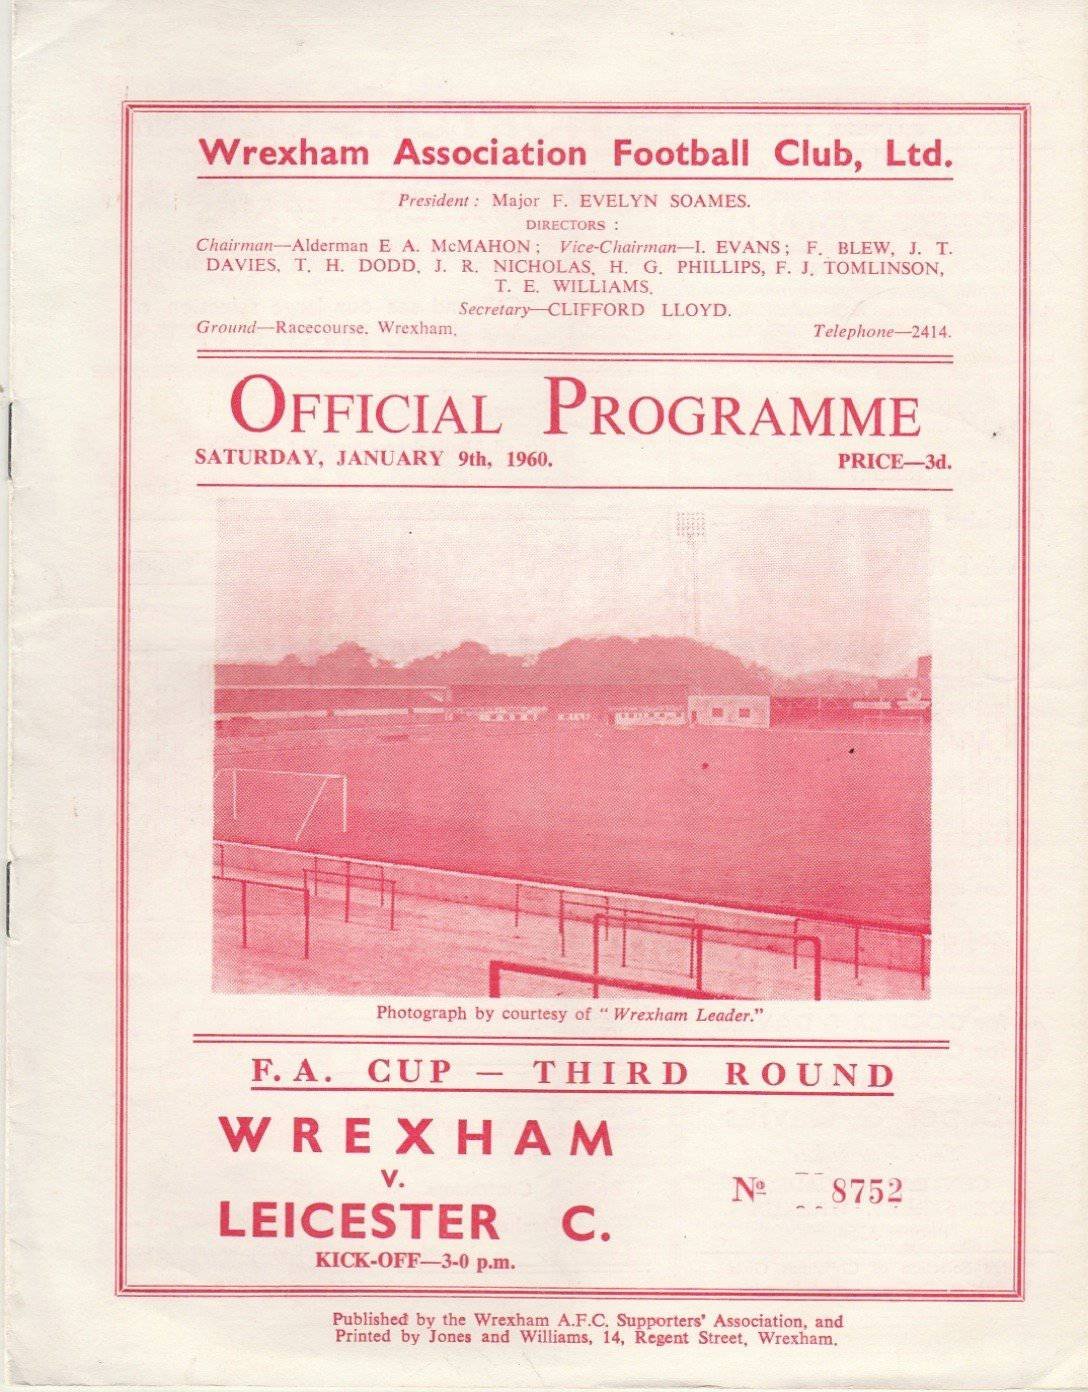 Wrexham Association Football Club, Ltd.
President: Major F. EVELYN SOAMES.
DIRECTORS :
Chairman—Alderman E A. McMAHON; Vice-Chairman—I. EVANS; F. BLEW, J. T.
DAVIES, T. H. DODD, J. R. NICHOLAS, H. G. PHILLIPS, F. J. TOMLINSON,
T. E. WILLIAMS.
Secretary—CLIFFORD LLOYD.
Ground—Racecourse, Wrexham. Telephone—2414.
OFFICIAL PROGRAMME
SATURDAY, JANUARY 9th, 1960. PRICE—3d.
Photograph by courtesy of "Wrexham Leader."
F. A. CUP — THIRD ROUND
WREXHAM
v.
LEICESTER C.
Nº 8752
KICK-OFF—3-0 p.m.
Published by the Wrexham A.F.C. Supporters' Association, and
Printed by Jones and Williams, 14, Regent Street, Wrexham.